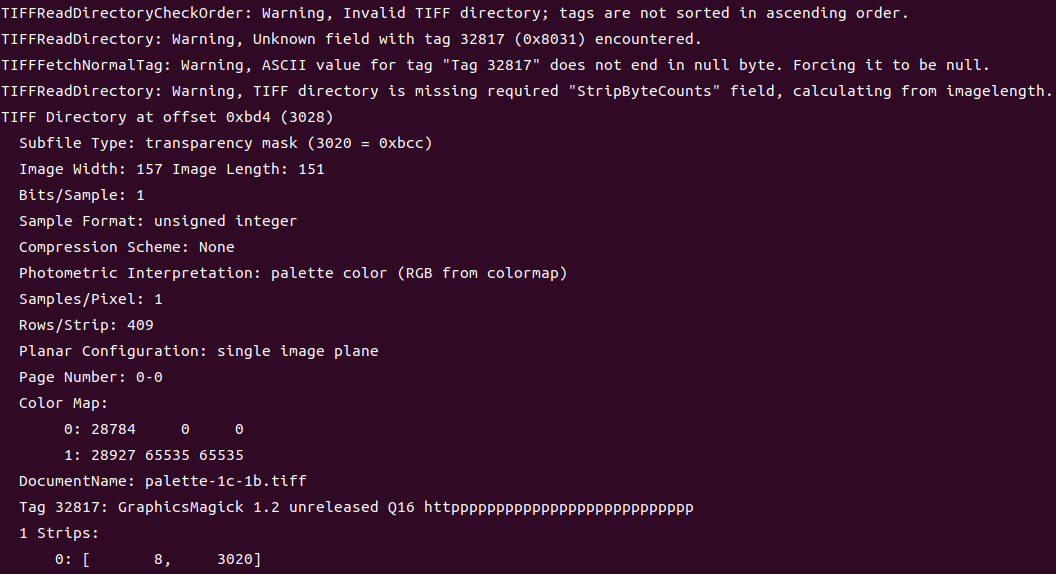 TIFFReadDirectoryCheckOrder: Warning, Invalid TIFF directory; tags are not sorted in ascending order.
TIFFReadDirectory: Warning, Unknown field with tag 32817 (0x8031) encountered.
TIFFFetchNormalTag: Warning, ASCII value for tag "Tag 32817" does not end in null byte. Forcing it to be null.
TIFFReadDirectory: Warning, TIFF directory is missing required "StripByteCounts" field, calculating from imagelength.
TIFF Directory at offset 0xbd4 (3028)
  Subfile Type: transparency mask (3020 = 0xbcc)
  Image Width: 157 Image Length: 151
  Bits/Sample: 1
  Sample Format: unsigned integer
  Compression Scheme: None
  Photometric Interpretation: palette color (RGB from colormap)
  Samples/Pixel: 1
  Rows/Strip: 409
  Planar Configuration: single image plane
  Page Number: 0-0
  Color Map:
       0: 28784     0     0
       1: 28927 65535 65535
  DocumentName: palette-1c-1b.tiff
  Tag 32817: GraphicsMagick 1.2 unreleased Q16 httppppppppppppppppppppppppppp
  1 Strips:
      0: [       8,     3020]